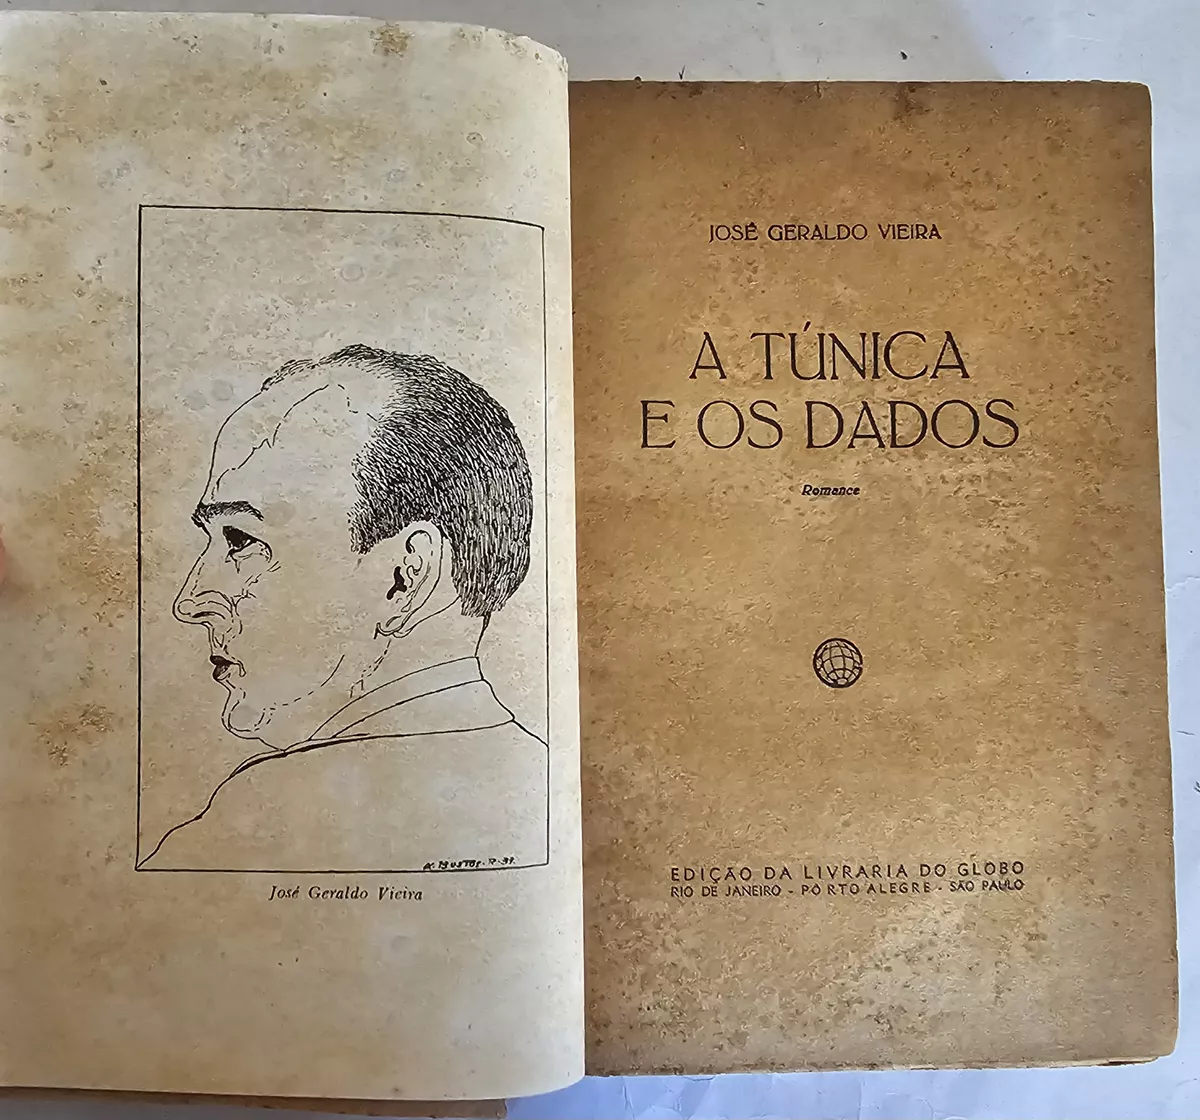 José Geraldo Vieira
JOSÉ GERALDO VIEIRA
A TÚNICA
E OS DADOS
Romance
EDIÇÃO DA LIVRARIA DO GLOBO
RIO DE JANEIRO - PORTO ALEGRE - SÃO PAULO